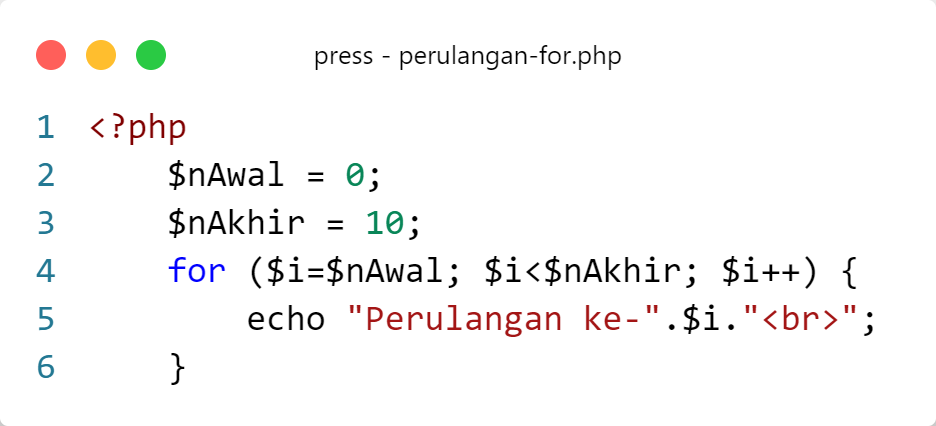 press - perulangan-for.php
1 <?php
2     $nAwal = 0;
3     $nAkhir = 10;
4     for ($i=$nAwal; $i<$nAkhir; $i++) {
5         echo "Perulangan ke-".$i."<br>";
6     }